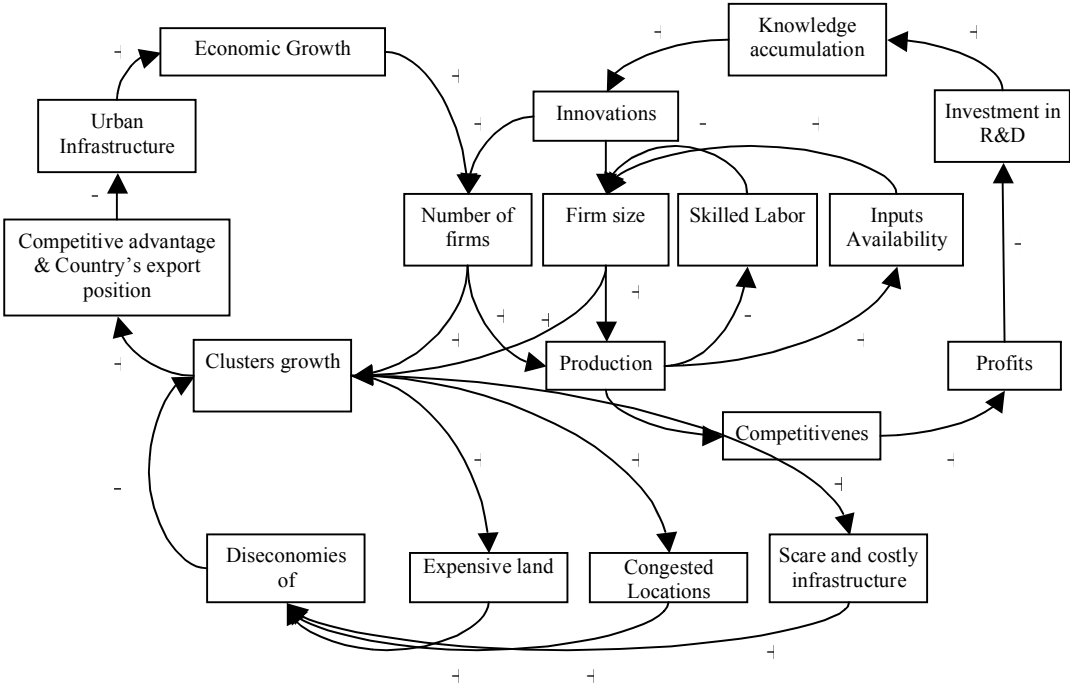 Knowledge
accumulation
Economic Growth
Innovations
Investment in
R&D
Urban
Infrastructure
Number of
firms
Firm size
Skilled Labor
Inputs
Availability
Competitive advantage
& Country’s export
position
Clusters growth
Production
Profits
Competitivenes
Diseconomies
of
Expensive land
Congested
Locations
Scare and costly
infrastructure